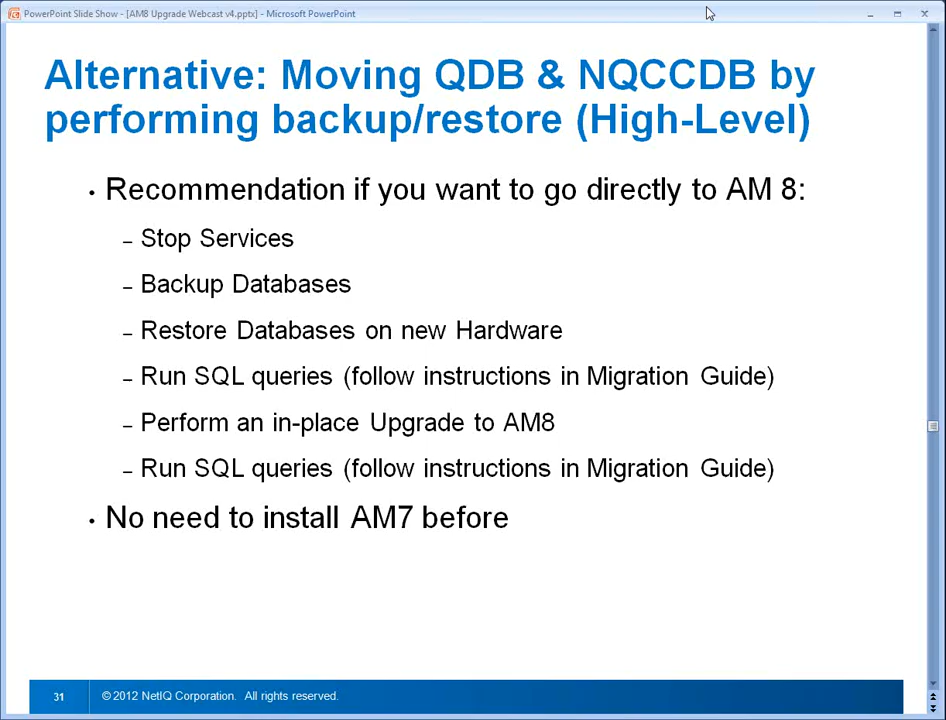 PowerPoint Slide Show - [AM8 Upgrade Webcast v4.pptx] - Microsoft PowerPoint
Alternative: Moving QDB & NQCCDB by
performing backup/restore (High-Level)
• Recommendation if you want to go directly to AM 8:
– Stop Services
– Backup Databases
– Restore Databases on new Hardware
– Run SQL queries (follow instructions in Migration Guide)
– Perform an in-place Upgrade to AM8
– Run SQL queries (follow instructions in Migration Guide)
• No need to install AM7 before
31 © 2012 NetIQ Corporation. All rights reserved.